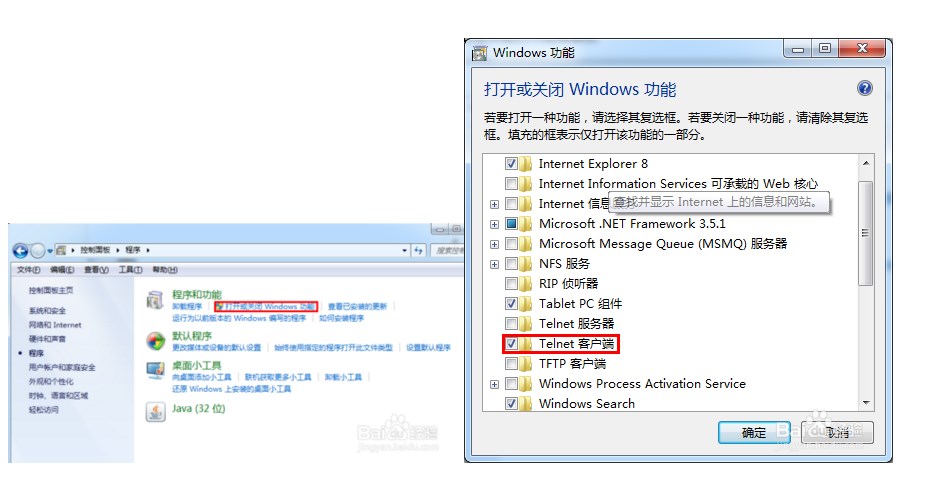 控制面板 ▸ 程序 ▸
搜索控制
文件(F) 编辑(E) 查看(V) 工具(T) 帮助(H)
控制面板主页
系统和安全
网络和 Internet
硬件和声音
程序
用户帐户和家庭安全
外观和个性化
时钟、语言和区域
轻松访问
程序和功能
卸载程序 打开或关闭 Windows 功能 查看已安装的更新
运行为以前版本的 Windows 编写的程序 如何安装程序
默认程序
更改媒体或设备的默认设置 始终使用指定的程序打开此文件类型 设置默认程序
桌面小工具
向桌面添加小工具 联机获取更多小工具 卸载小工具
还原 Windows 上安装的桌面小工具
Java (32 位)
Baidu 经验
jingyan.baidu.com
Windows 功能
打开或关闭 Windows 功能
若要打开一种功能，请选择其复选框。若要关闭一种功能，请清除其复选
框。填充的框表示仅打开该功能的一部分。
Internet Explorer 8
Internet Information Services 可承载的 Web 核心
Internet 信息
查找并显示 Internet 上的信息和网站。
Microsoft .NET Framework 3.5.1
Microsoft Message Queue (MSMQ) 服务器
NFS 服务
RIP 侦听器
Tablet PC 组件
Telnet 服务器
Telnet 客户端
TFTP 客户端
Windows Process Activation Service
Windows Search
确定
取消
Baidu 经验
jingyan.baidu.com